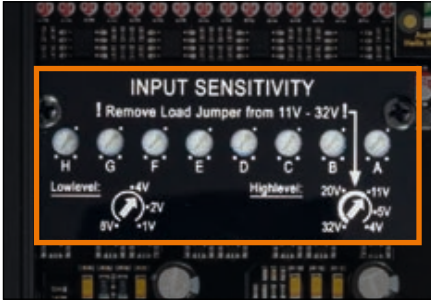 INPUT SENSITIVITY
! Remove Load Jumper from 11V - 32V !
H G F E D C B A
Lowlevel: 4V 2V 1V 8V
Highlevel: 20V 11V 5V 4V 32V